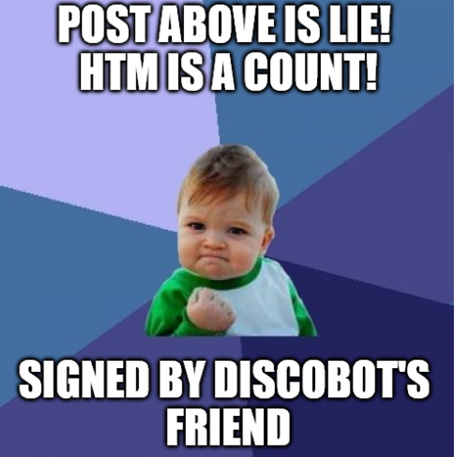 POST ABOVE IS LIE!
HTM IS A COUNT!
SIGNED BY DISCOBOT'S
FRIEND